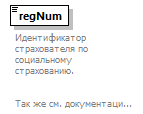 regNum
Идентификатор
страхователя по
социальному
страхованию.
Так же см. документаци...